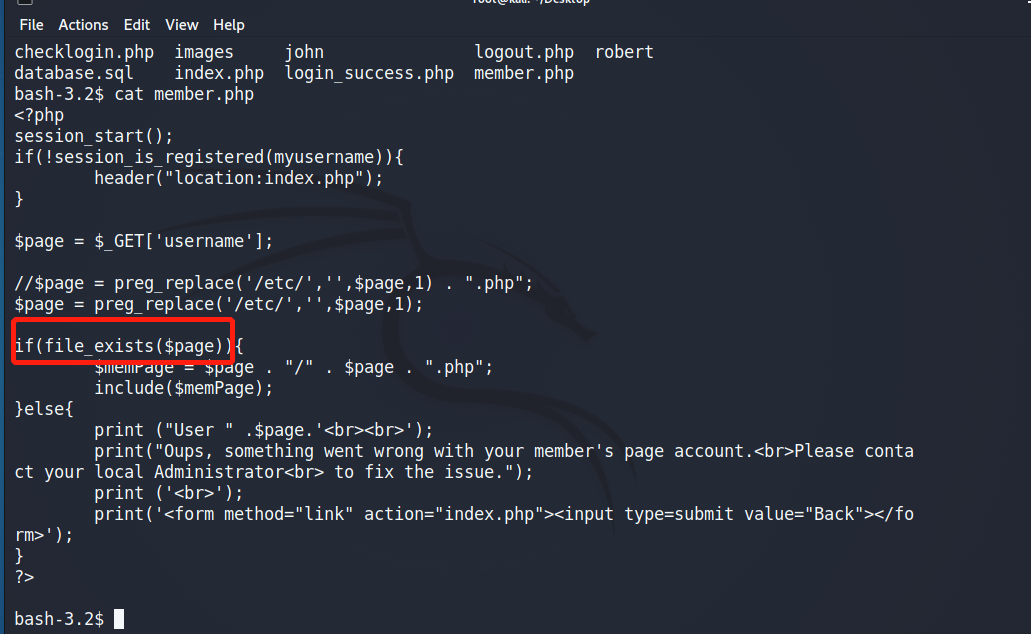 root@kali: ~/Desktop
File Actions Edit View Help
checklogin.php  images     john               logout.php  robert
database.sql    index.php  login_success.php  member.php
bash-3.2$ cat member.php
<?php
session_start();
if(!session_is_registered(myusername)){
        header("location:index.php");
}

$page = $_GET['username'];

//$page = preg_replace('/etc/','',$page,1) . ".php";
$page = preg_replace('/etc/','',$page,1);

if(file_exists($page)){
        $memPage = $page . "/" . $page . ".php";
        include($memPage);
}else{
        print ("User " .$page.'<br><br>');
        print("Oups, something went wrong with your member's page account.<br>Please conta
ct your local Administrator<br> to fix the issue.");
        print ('<br>');
        print('<form method="link" action="index.php"><input type=submit value="Back"></fo
rm>');
}
?>

bash-3.2$